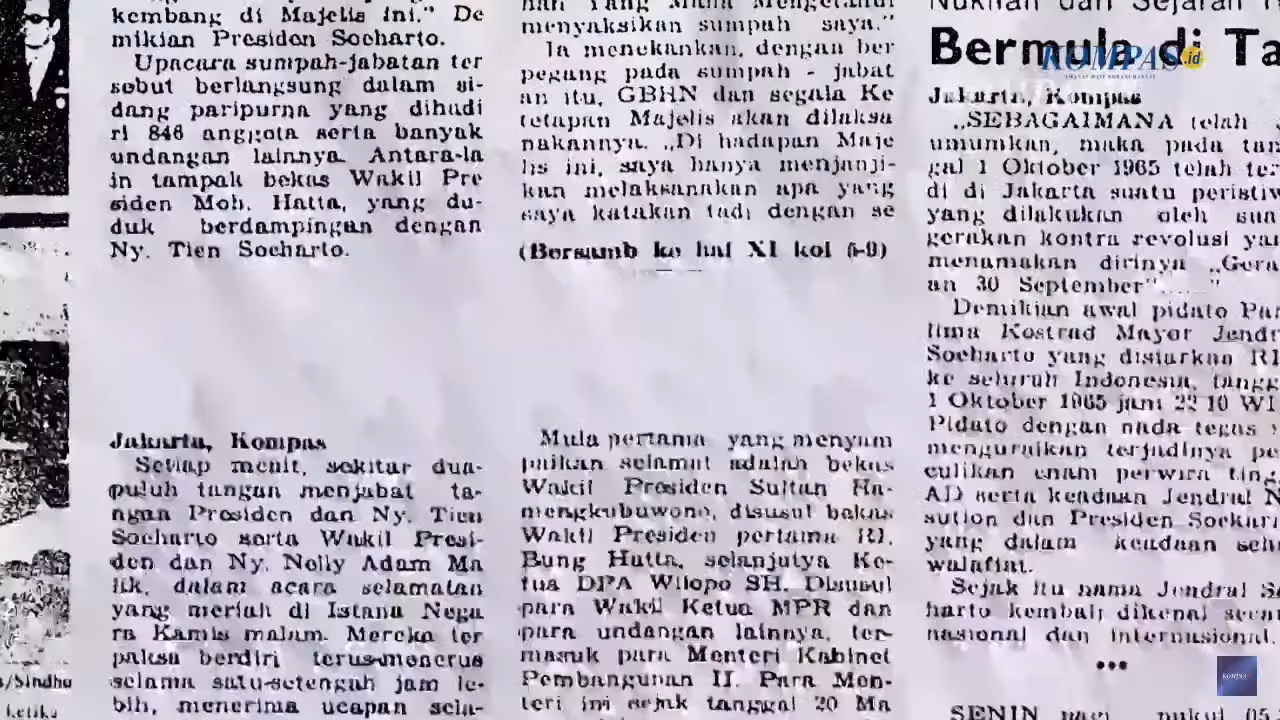 kembang di Majelis ini." De
mikian Presiden Soeharto.
Upacara sumpah-jabatan ter
sebut berlangsung dalam si-
dang paripurna yang dihadi
ri 846 anggota serta banyak
undangan lainnya. Antara-la
in tampak bekas Wakil Pre
siden Moh. Hatta, yang du-
duk berdampingan dengan
Ny. Tien Soeharto.
Jakarta, Kompas
Setiap menit, sekitar dua-
puluh tangan menjabat ta-
ngan Presiden dan Ny. Tien
Soeharto serta Wakil Presi-
den dan Ny. Nelly Adam Ma
lik, dalam acara selamatan
yang meriah di Istana Nega
ra Kamis malam. Mereka ter
paksa berdiri terus-menerus
selama satu-setengah jam le-
bih, menerima ucapan sela-
menyaksikan sumpah saya."
Ia menekankan, dengan ber
pegang pada sumpah - jabat
an itu, GBHN dan segala Ke
tetapan Majelis akan dilaksa
nakannya. „Di hadapan Maje
lis ini, saya hanya menjanji-
kan melaksanakan apa yang
saya katakan tadi dengan se
(Bersamb ke hal XI kol 5-9)
Mula pertama yang menyam
paikan selamat adalah bekas
Wakil Presiden Sultan Ha-
mengkubuwono, disusul bekas
Wakil Presiden pertama RI,
Bung Hatta, selanjutya Ke-
tua DPA Wilopo SH. Disusul
para Wakil Ketua MPR dan
para undangan lainnya, ter-
masuk para Menteri Kabinet
Pembangunan II. Para Men-
teri ini sejak tanggal 20 Ma
Nukilan dari Sejarah
Bermula di Ta
KOMPAS.id
AMANAT HATI NURANI RAKYAT
Jakarta, Kompas
„SEBAGAIMANA telah
umumkan, maka pada tan
gal 1 Oktober 1965 telah te
di di Jakarta suatu peristiw
yang dilakukan oleh sua
gerakan kontra revolusi ya
menamakan dirinya „Gera
an 30 September"....."
Demikian awal pidato Pa
lima Kostrad Mayor Jendr
Soeharto yang disiarkan RI
ke seluruh Indonesia, tangg
1 Oktober 1965 jam 22 10 WI
Pidato dengan nada tegas
menguraikan terjadinya pe
culikan enam perwira ting
AD serta keadaan Jendral N
sution dan Presiden Soekar
yang dalam keadaan seh
walafiat.
Sejak itu nama Jendral S
harto kembali dikenal seca
nasional dan internasional.
•••
SENIN pagi pukul 05
/Sindhu
ketika
KOMPAS